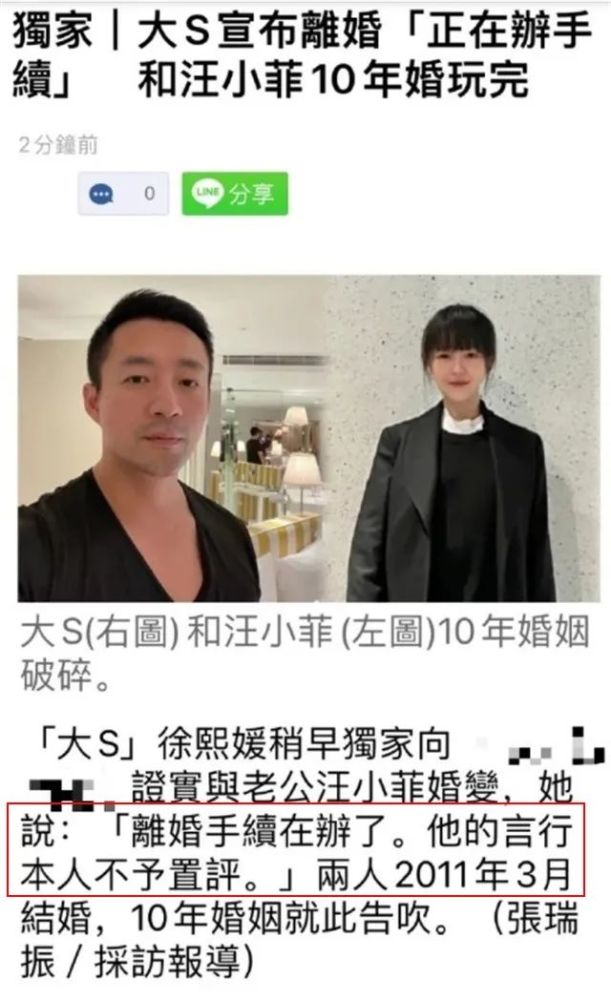 獨家｜大S宣布離婚「正在辦手
續」 和汪小菲10年婚玩完
2分鐘前
0
LINE 分享
大S(右圖)和汪小菲(左圖)10年婚姻
破碎。
「大S」徐熙媛稍早獨家向
證實與老公汪小菲婚變，她
說：「離婚手續在辦了。他的言行
本人不予置評。」兩人2011年3月
結婚，10年婚姻就此告吹。（張瑞
振／採訪報導）